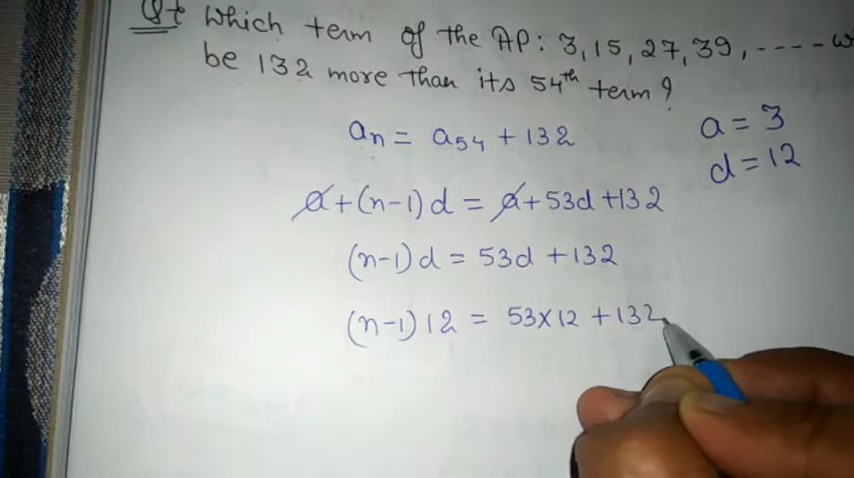 Q: Which term of the AP: 3, 15, 27, 39, ----
be 132 more than its 54th term?
an = a54 + 132
a = 3
d = 12
a + (n-1)d = a + 53d + 132
(n-1)d = 53d + 132
(n-1)12 = 53×12 + 132